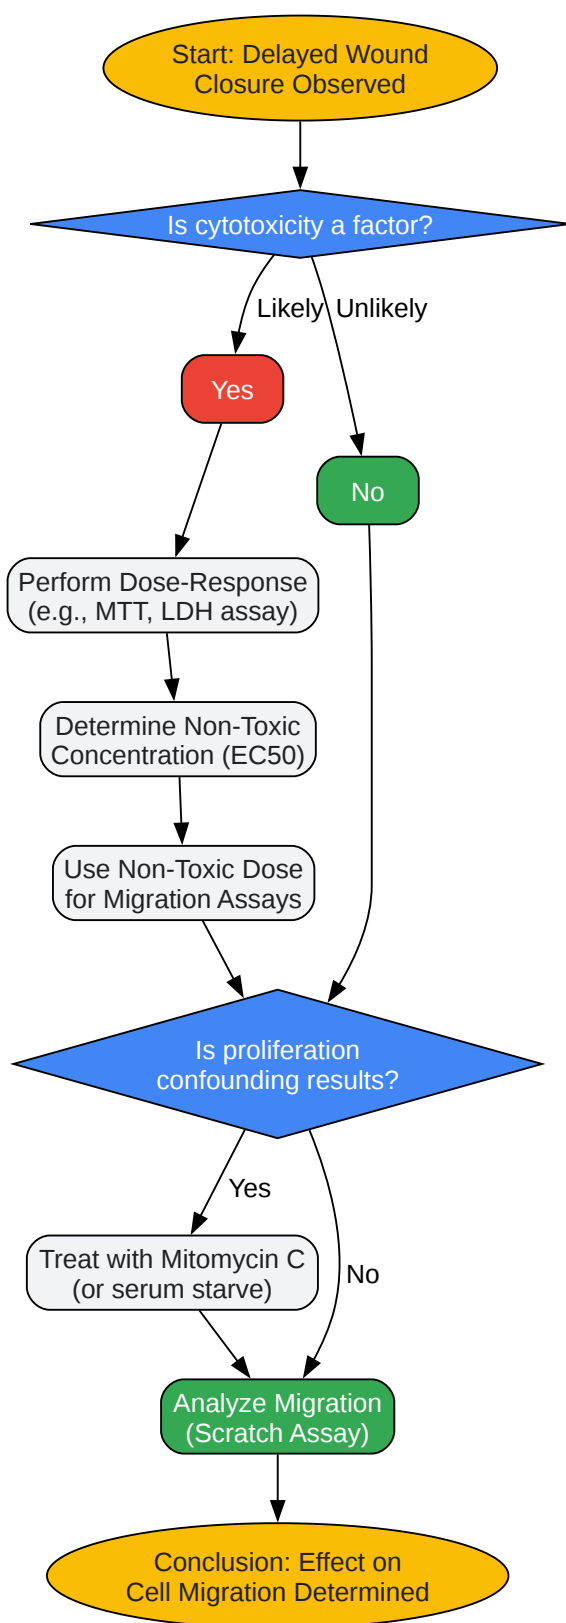 Start: Delayed Wound
Closure Observed
Is cytotoxicity a factor?
Likely
Unlikely
Yes
No
Perform Dose-Response
(e.g., MTT, LDH assay)
Determine Non-Toxic
Concentration (EC50)
Use Non-Toxic Dose
for Migration Assays
Is proliferation
confounding results?
Yes
Treat with Mitomycin C
(or serum starve)
No
Analyze Migration
(Scratch Assay)
Conclusion: Effect on
Cell Migration Determined